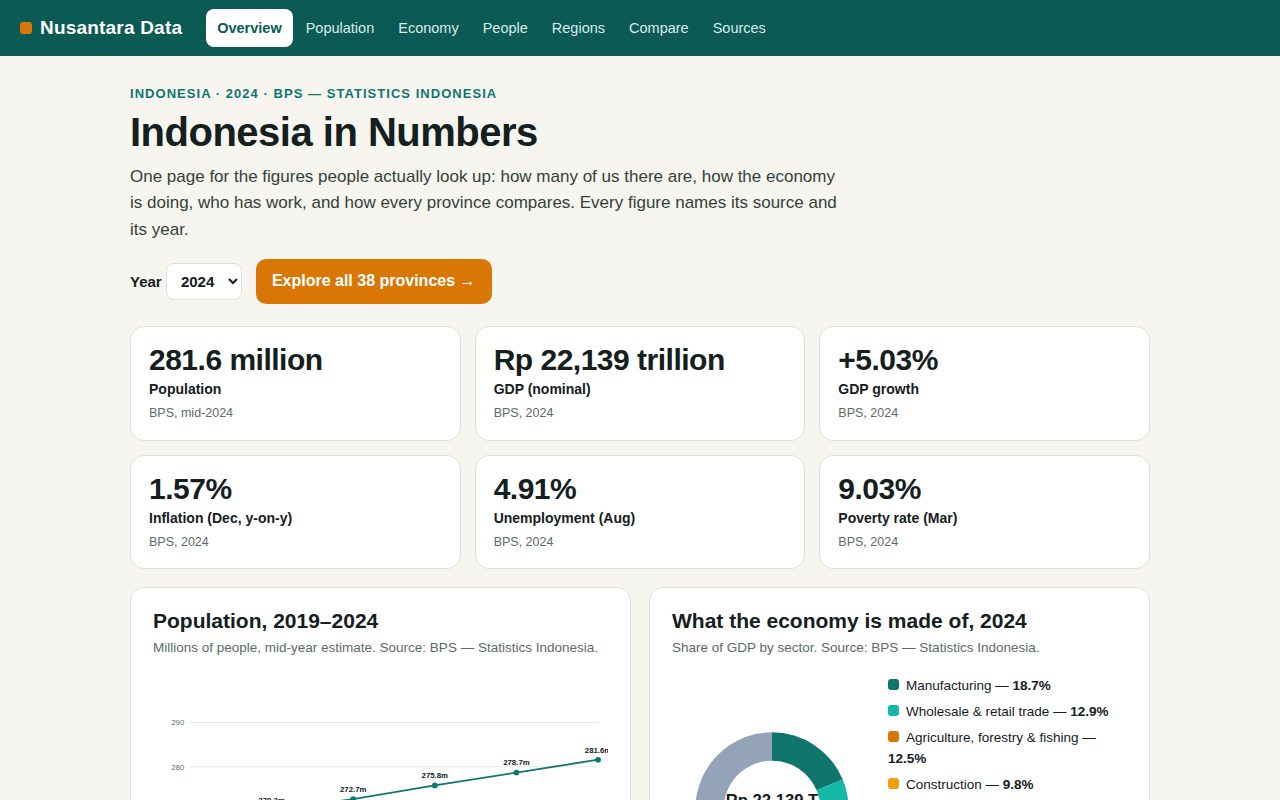 Nusantara Data
Overview
Population
Economy
People
Regions
Compare
Sources
INDONESIA · 2024 · BPS — STATISTICS INDONESIA
Indonesia in Numbers
One page for the figures people actually look up: how many of us there are, how the economy
is doing, who has work, and how every province compares. Every figure names its source and
its year.
Year
2024
Explore all 38 provinces →
281.6 million
Population
BPS, mid-2024
Rp 22,139 trillion
GDP (nominal)
BPS, 2024
+5.03%
GDP growth
BPS, 2024
1.57%
Inflation (Dec, y-on-y)
BPS, 2024
4.91%
Unemployment (Aug)
BPS, 2024
9.03%
Poverty rate (Mar)
BPS, 2024
Population, 2019–2024
Millions of people, mid-year estimate. Source: BPS — Statistics Indonesia.
290
280
272.7m
275.8m
278.7m
What the economy is made of, 2024
Share of GDP by sector. Source: BPS — Statistics Indonesia.
Manufacturing — 18.7%
Wholesale & retail trade — 12.9%
Agriculture, forestry & fishing —
12.5%
Construction — 9.8%
Rp 22,139 T